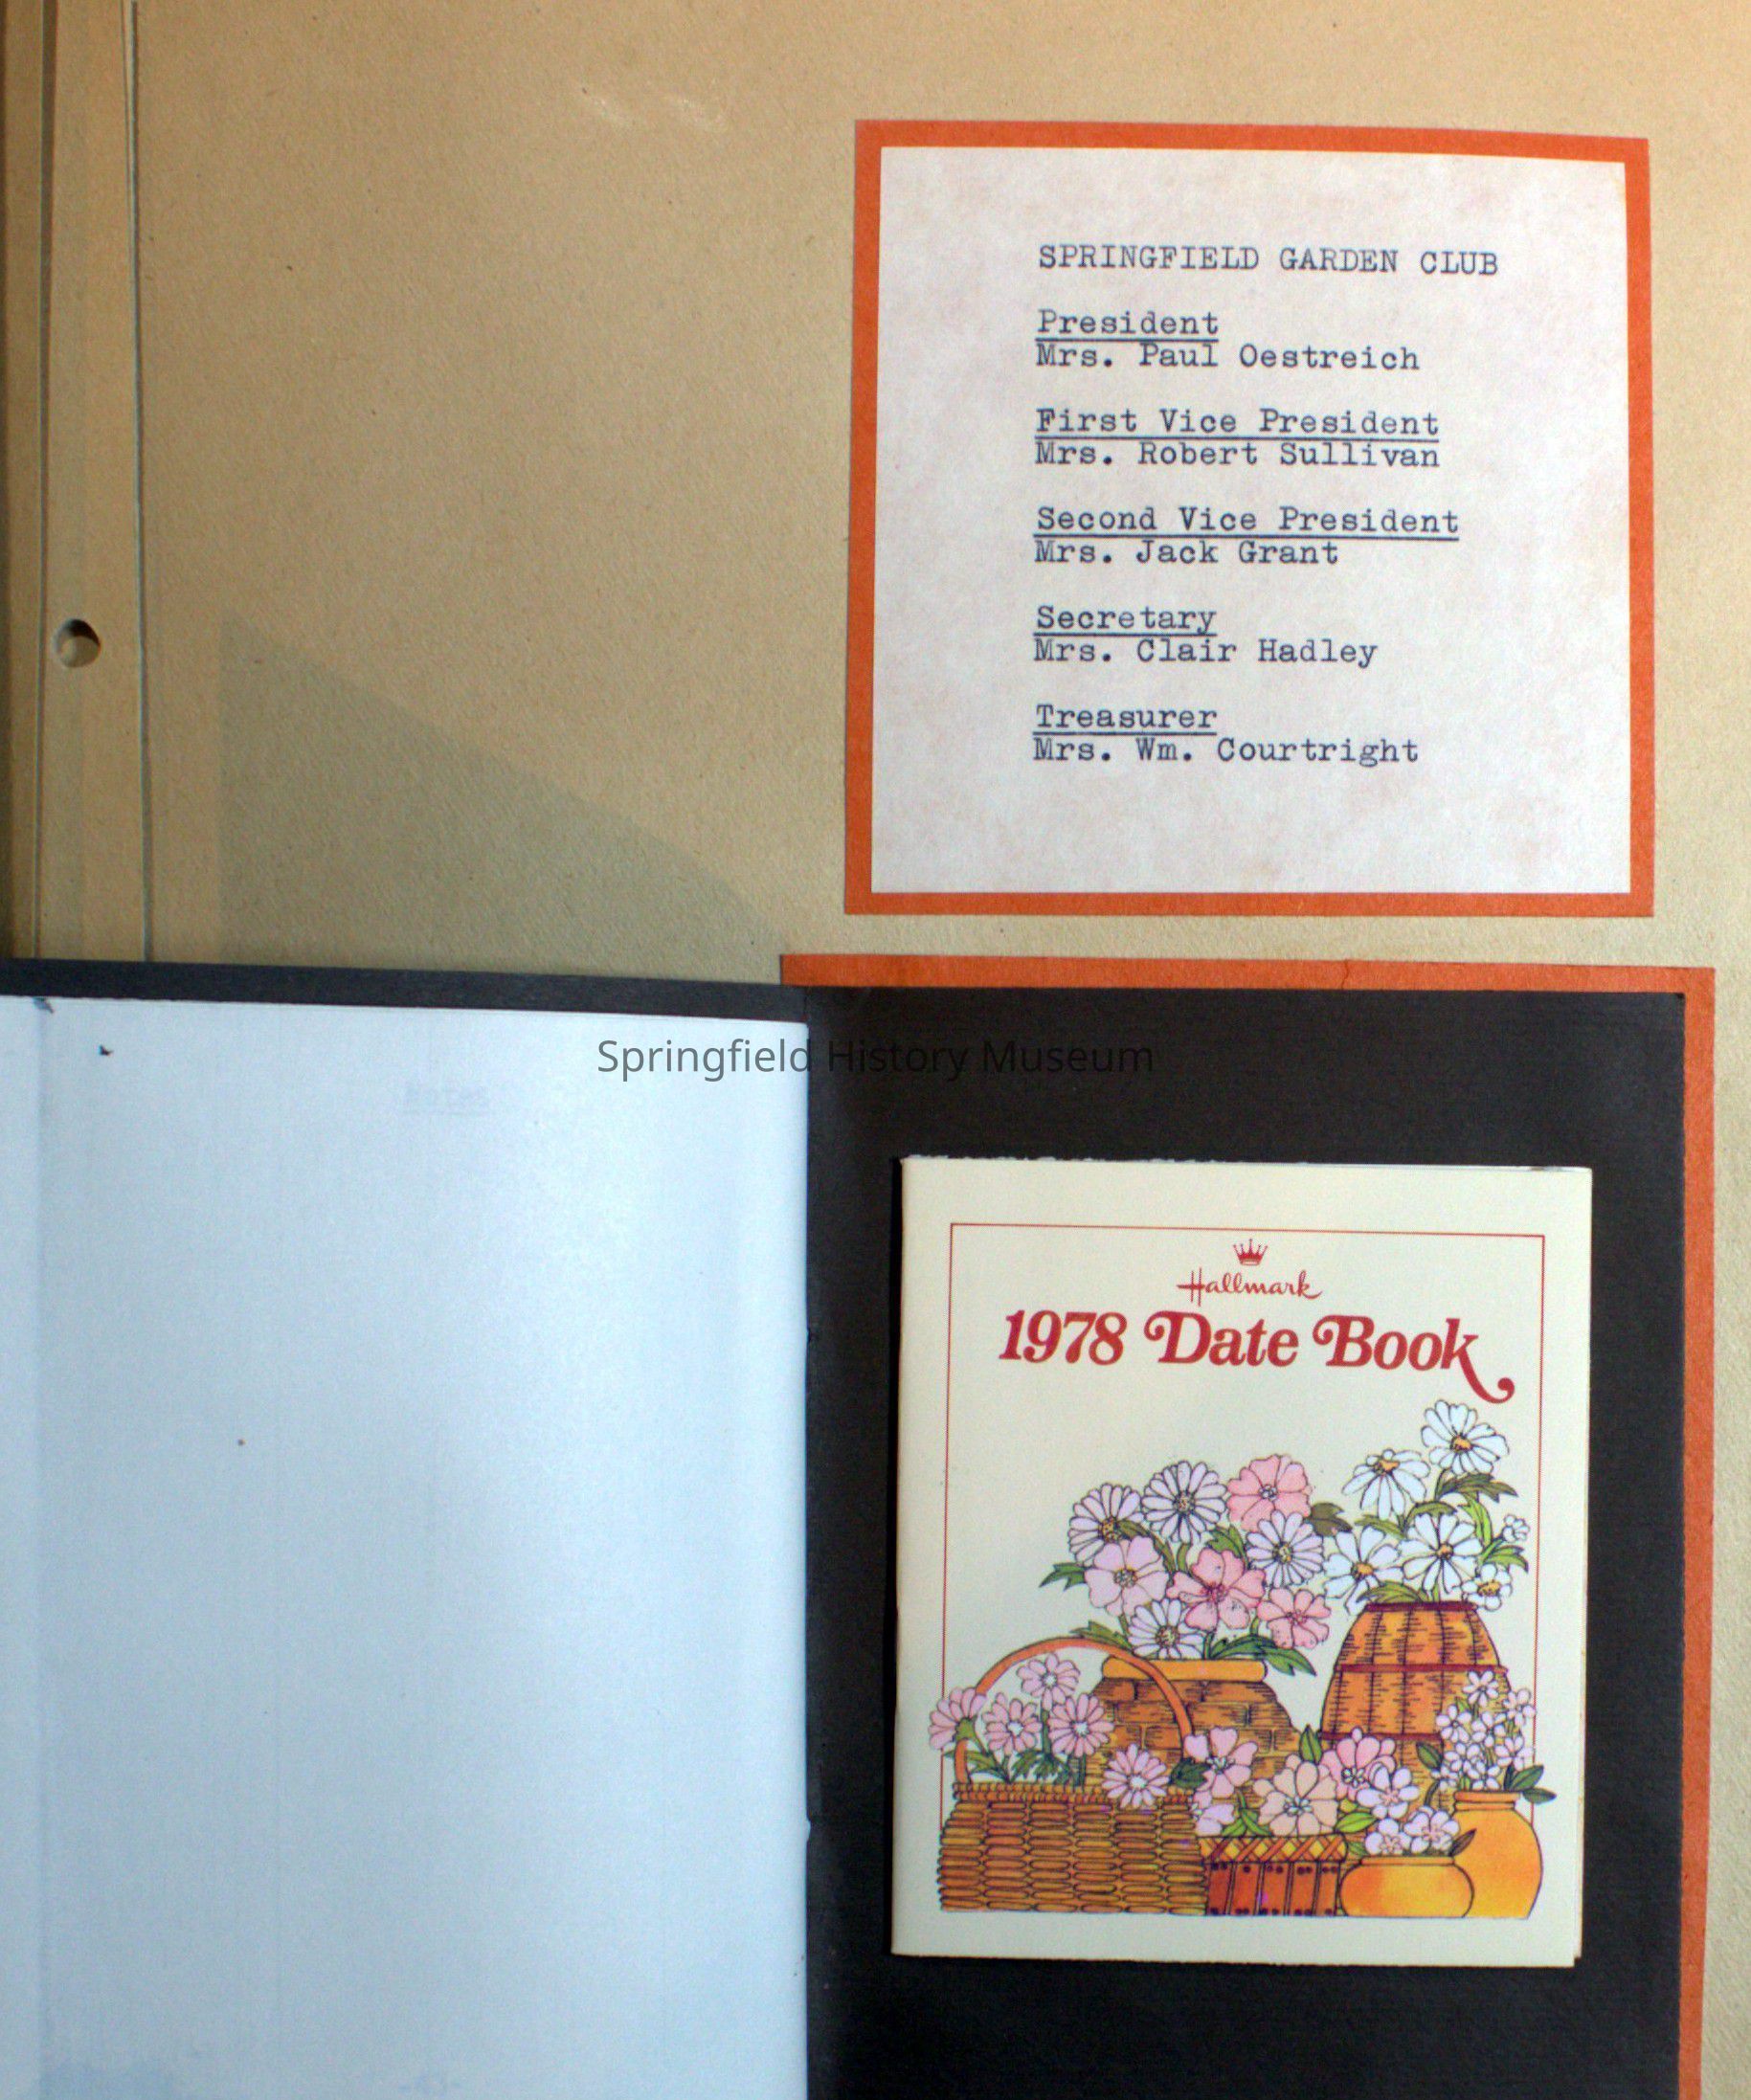 SPRINGFIELD GARDEN CLUB
President
Mrs. Paul Oestreich
First Vice President
Mrs. Robert Sullivan
Second Vice President
Mrs. Jack Grant
Secretary
Mrs. Clair Hadley
Treasurer
Mrs. Wm. Courtright
Springfield History Museum
Hallmark
1978 Date Book